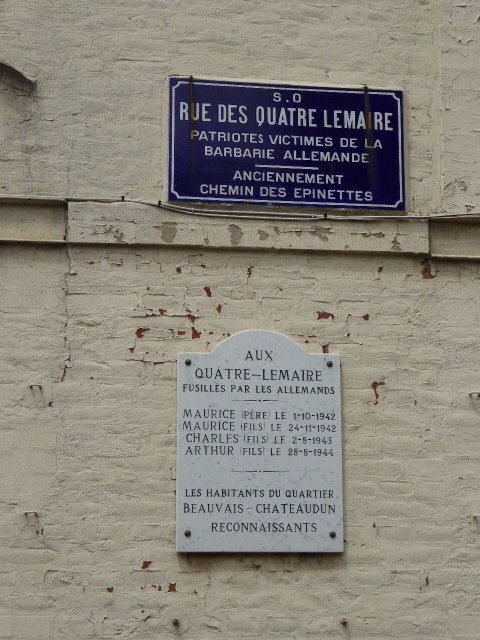 S.O
RUE DES QUATRE LEMAIRE
PATRIOTES VICTIMES DE LA
BARBARIE ALLEMANDE
ANCIENNEMENT
CHEMIN DES EPINETTES
AUX
QUATRE-LEMAIRE
FUSILLÉS PAR LES ALLEMANDS
MAURICE (PÈRE) LE 1-10-1942
MAURICE (FILS) LE 24-11-1942
CHARLES (FILS) LE 2-8-1943
ARTHUR (FILS) LE 28-8-1944
LES HABITANTS DU QUARTIER
BEAUVAIS-CHATEAUDUN
RECONNAISSANTS